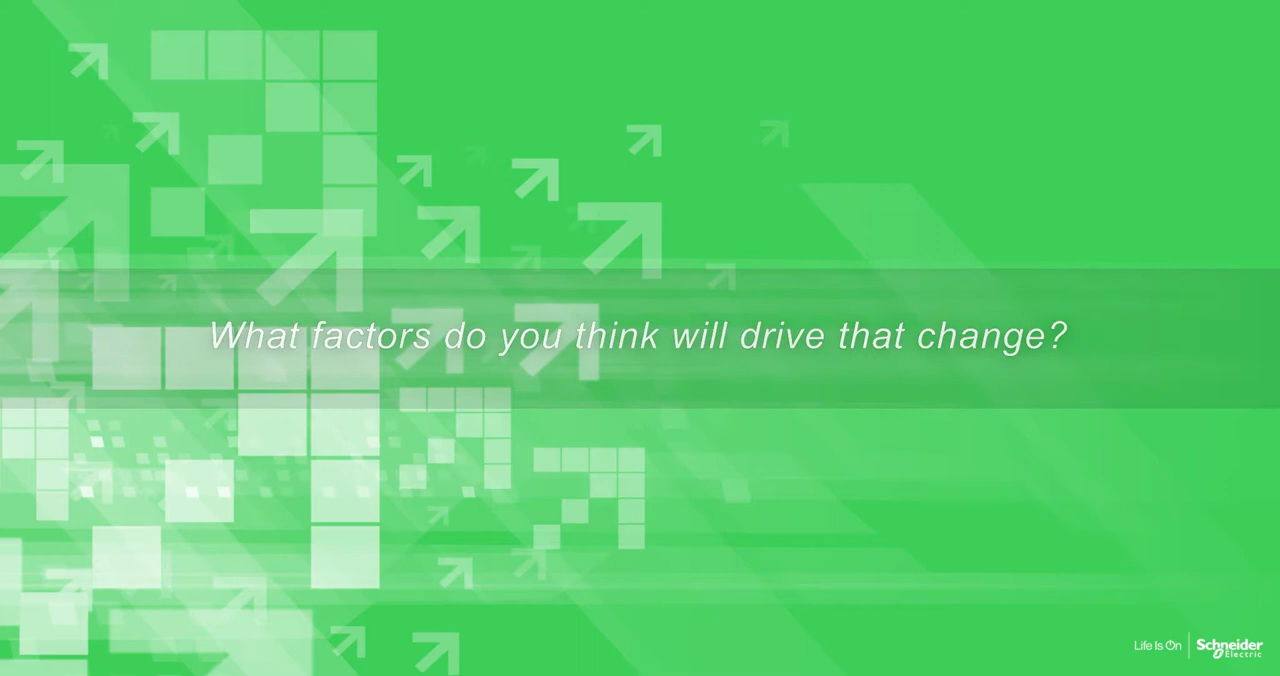 What factors do you think will drive that change?
Life Is On
Schneider
Electric